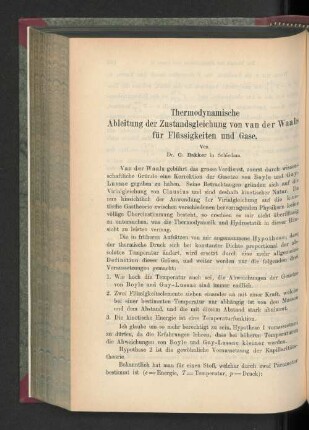 Thermodynamische
Ableitung der Zustandsgleichung von van der Waals
für Flüssigkeiten und Gase.
Von
Dr. G. Bakker in Schiedam.
Van der Waals gebührt das grosse Verdienst, zuerst durch wissenschaftliche
Gründe eine Korrektion der Gesetze von Boyle und Gay-
Lussac gegeben zu haben. Seine Betrachtungen gründen sich auf die
Virialgleichung von Clausius und sind deshalb kinetischer Natur. Da
nun hinsichtlich der Anwendung der Virialgleichung und die kinetische
Gastheorie zwischen verschiedenen hervorragenden Physikern keine
völlige Übereinstimmung besteht, so erschien es mir nicht überflüssig
zu untersuchen, was die Thermodynamik und Hydrostatik in dieser Hinsicht
zu bieten vermag.
Die in früheren Aufsätzen von mir angenommene Hypothese, dass
der thermische Druck sich bei konstanter Dichte proportional der absoluten
Temperatur ändert, wird ersetzt durch eine mehr allgemeine
dieses Gebiet, und weiter werden nur die folgenden drei
Voraussetzungen gemacht:
1. Wie hoch die Temperatur auch sei, die Abweichungen der Gesetze
von Boyle und Gay-Lussac sind immer endlich.
2. Zwei Flüssigkeitselemente ziehen einander an mit einer Kraft, welche
bei einer bestimmten Temperatur nur abhängig ist von den Massen
und dem Abstand, und die mit diesem Abstand stark abnimmt.
3. Die kinetische Energie ist eine Temperaturfunktion.
Ich glaube um so mehr berechtigt zu sein, Hypothese 1 vorauszusetzen
zu dürfen, da die Erfahrungen lehren, dass bei höheren Temperaturen
die Abweichungen von Boyle und Gay-Lussac kleiner werden.
Hypothese 2 ist die gewöhnliche Voraussetzung der Kapillaritätstheorie.
Bekanntlich hat man für einen Stoff, welcher durch zwei Parameter
bestimmt ist (ε = Energie, T = Temperatur, p = Druck):